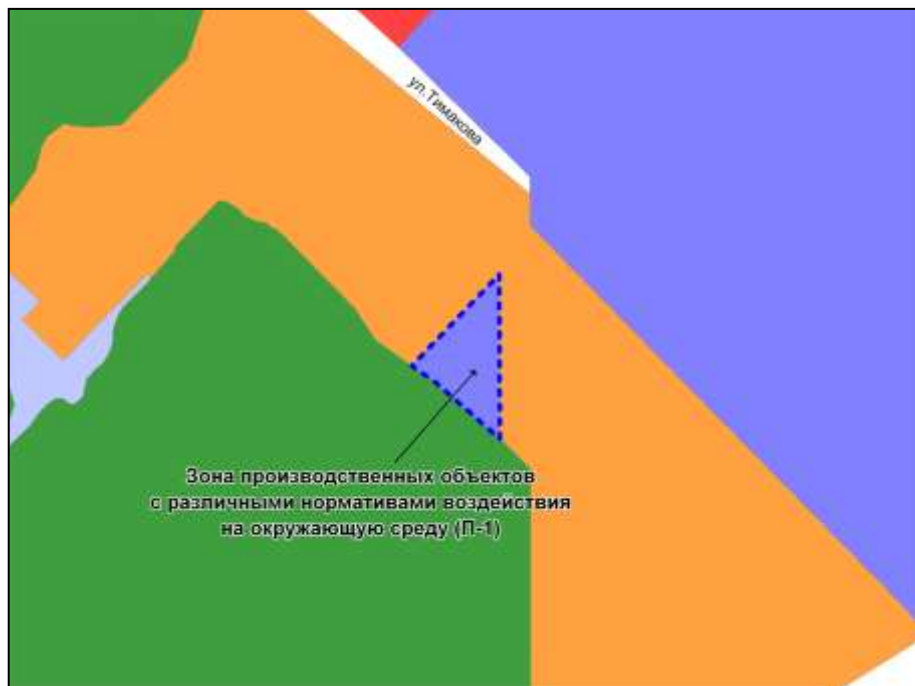 ул.Тимакова
Зона производственных объектов
с различными нормативами воздействия
на окружающую среду (П-1)